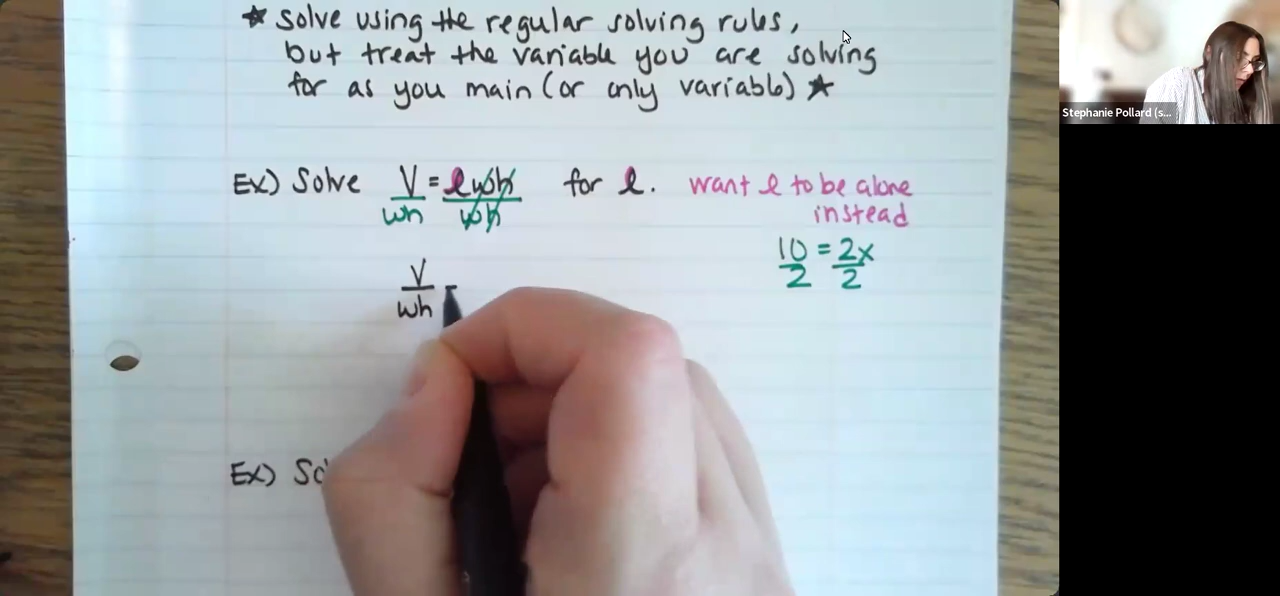 ★ Solve using the regular solving rules,
but treat the variable you are solving
for as you main (or only variable) ★
Stephanie Pollard (s...
Ex) Solve V/wh = lwh/wh for l. want l to be alone
instead
10/2 = 2x/2
V/wh =
Ex) So